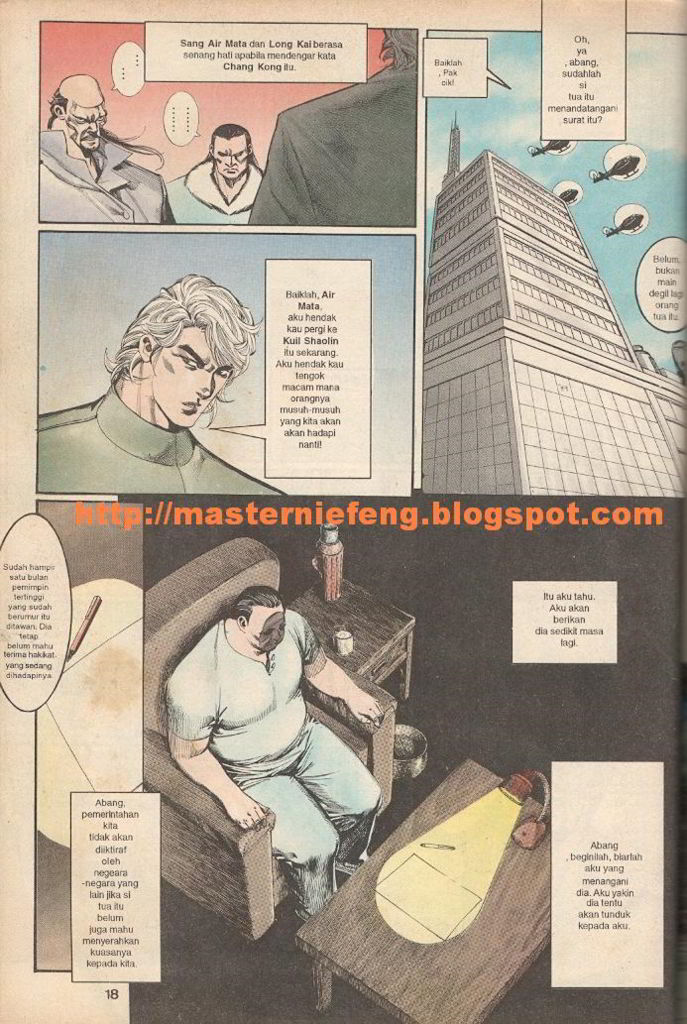 Sang Air Mata dan Long Kai berasa
senang hati apabila mendengar kata
Chang Kong itu.
Baiklah
, Pak
cik!
Oh,
ya
, abang,
sudahlah
si
tua itu
menandatangani
surat itu?
Belum,
bukan
main
degil lagi
orang
tua itu.
Baiklah, Air
Mata,
aku hendak
kau pergi ke
Kuil Shaolin
itu sekarang.
Aku hendak kau
tengok
macam mana
orangnya
musuh-musuh
yang kita akan
akan hadapi
nanti!
http://masterniefeng.blogspot.com
Sudah hampir
satu bulan
pemimpin
tertinggi
yang sudah
berumur itu
ditawan. Dia
tetap
belum mahu
terima hakikat
yang sedang
dihadapinya.
Itu aku tahu.
Aku akan
berikan
dia sedikit masa
lagi.
Abang,
pemerintahan
kita
tidak akan
diiktiraf
oleh
negeara
-negara yang
lain jika si
tua itu
belum
juga mahu
menyerahkan
kuasanya
kepada kita.
Abang
, beginilah, biarlah
aku yang
menangani
dia. Aku yakin
dia tentu
akan tunduk
kepada aku.
18